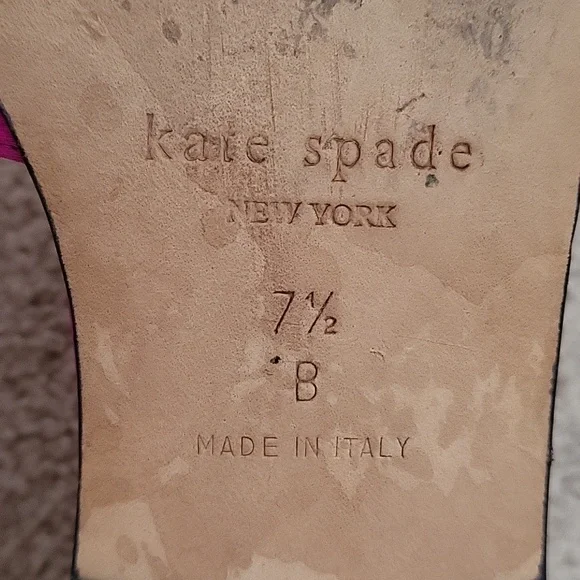 kate spade
NEW YORK
7½
B
MADE IN ITALY